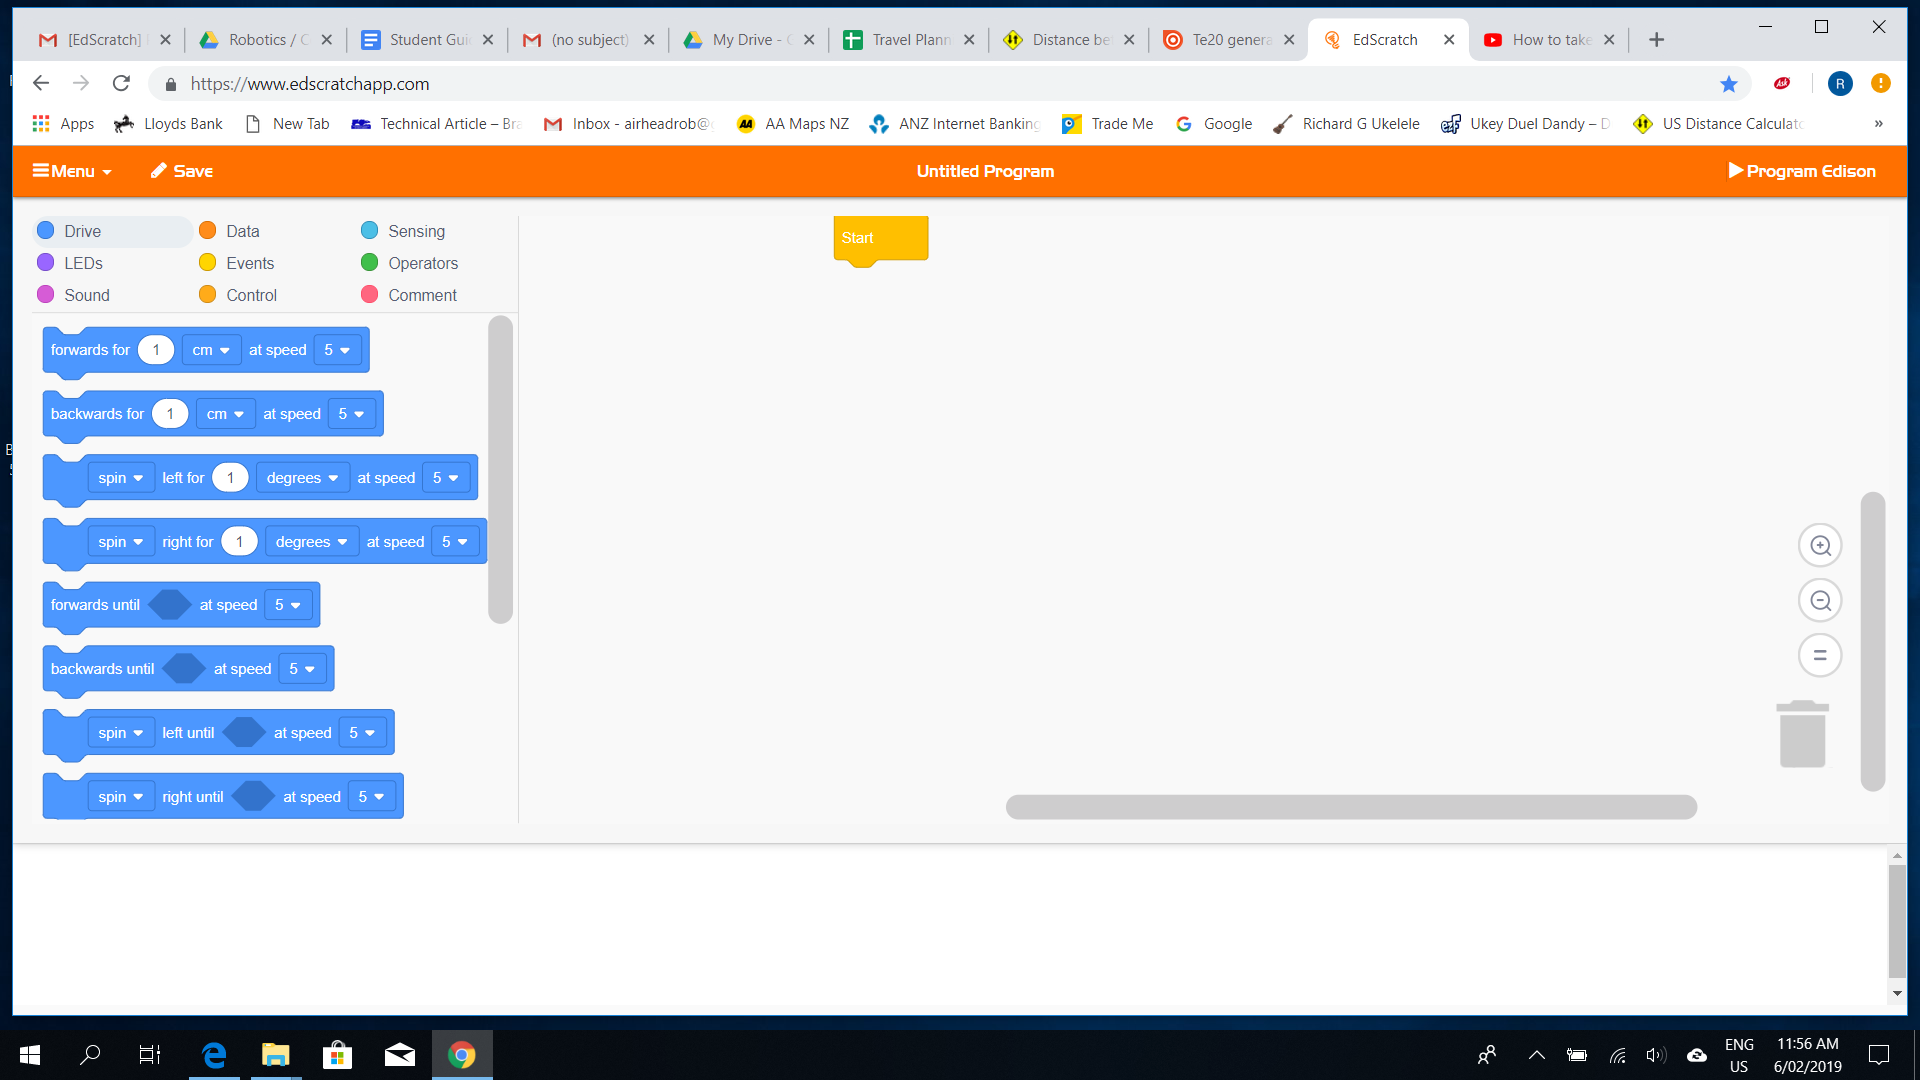 [EdScratch]
Robotics / C
Student Gui
(no subject)
My Drive - 
Travel Plann
Distance be
Te20 genera
EdScratch
How to take
https://www.edscratchapp.com
R
Apps
Lloyds Bank
New Tab
Technical Article – Bra
Inbox - airheadrob@
AA Maps NZ
ANZ Internet Banking
Trade Me
Google
Richard G Ukelele
Ukey Duel Dandy – D
US Distance Calculato
»
Menu
Save
Untitled Program
Program Edison
Drive
Data
Sensing
LEDs
Events
Operators
Sound
Control
Comment
Start
forwards for 1 cm at speed 5
backwards for 1 cm at speed 5
spin left for 1 degrees at speed 5
spin right for 1 degrees at speed 5
forwards until at speed 5
backwards until at speed 5
spin left until at speed 5
spin right until at speed 5
ENG
US
11:56 AM
6/02/2019